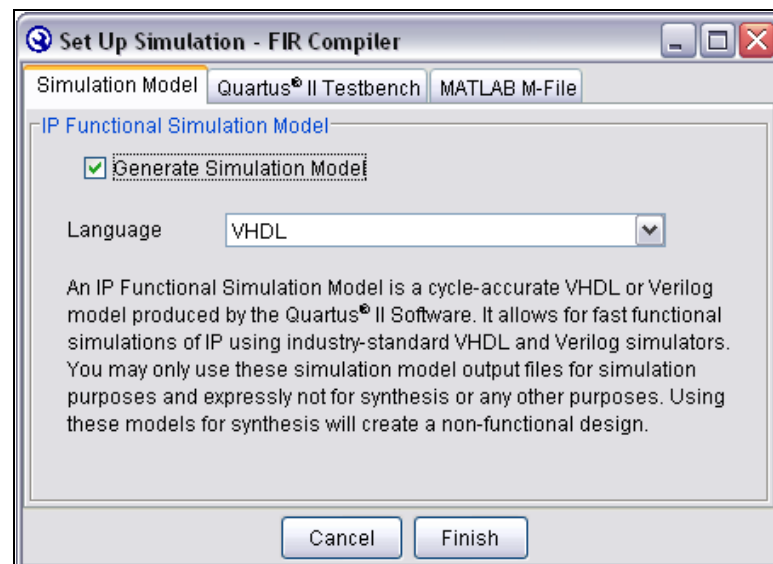 Set Up Simulation - FIR Compiler
Simulation Model
Quartus® II Testbench
MATLAB M-File
IP Functional Simulation Model
Generate Simulation Model
Language
VHDL
An IP Functional Simulation Model is a cycle-accurate VHDL or Verilog
model produced by the Quartus® II Software. It allows for fast functional
simulations of IP using industry-standard VHDL and Verilog simulators.
You may only use these simulation model output files for simulation
purposes and expressly not for synthesis or any other purposes. Using
these models for synthesis will create a non-functional design.
Cancel
Finish